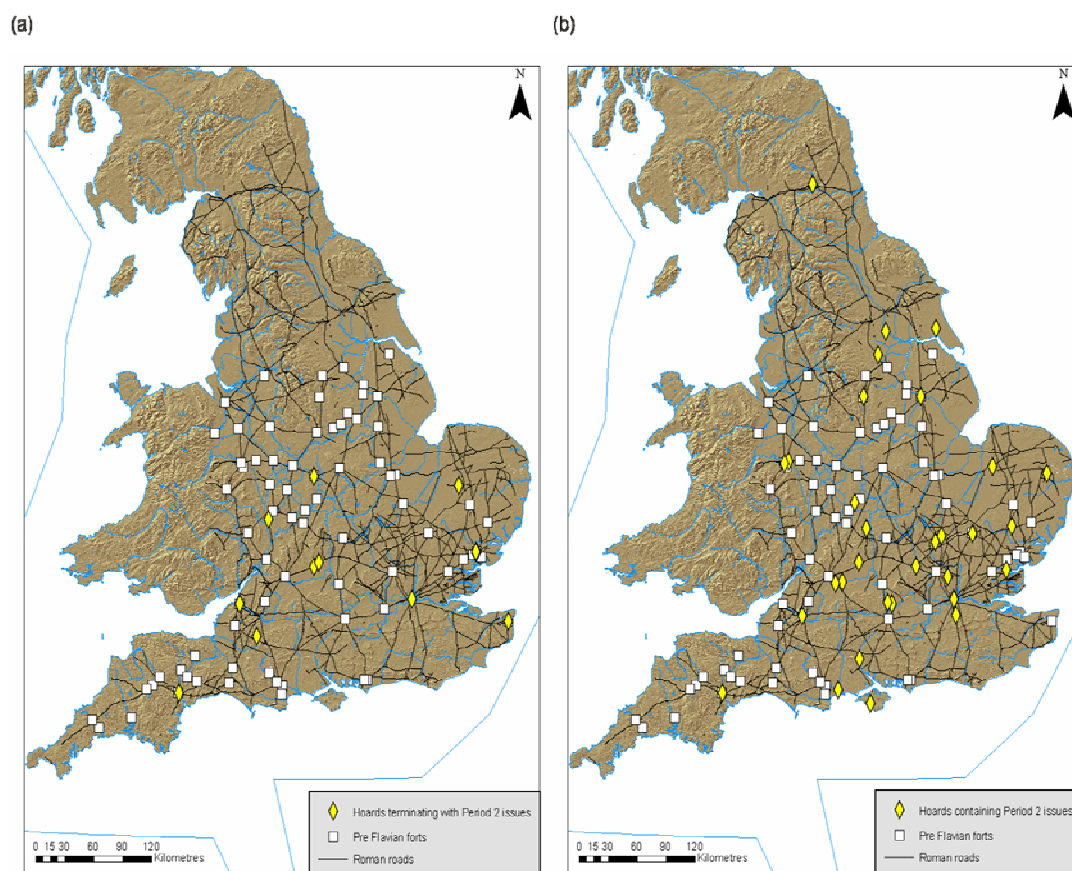 (a)
(b)
N
N
Hoards terminating with Period 2 issues
Pre Flavian forts
Roman roads
0 15 30 60 90 120
Kilometres
Hoards containing Period 2 issues
Pre Flavian forts
Roman roads
0 15 30 60 90 120
Kilometres